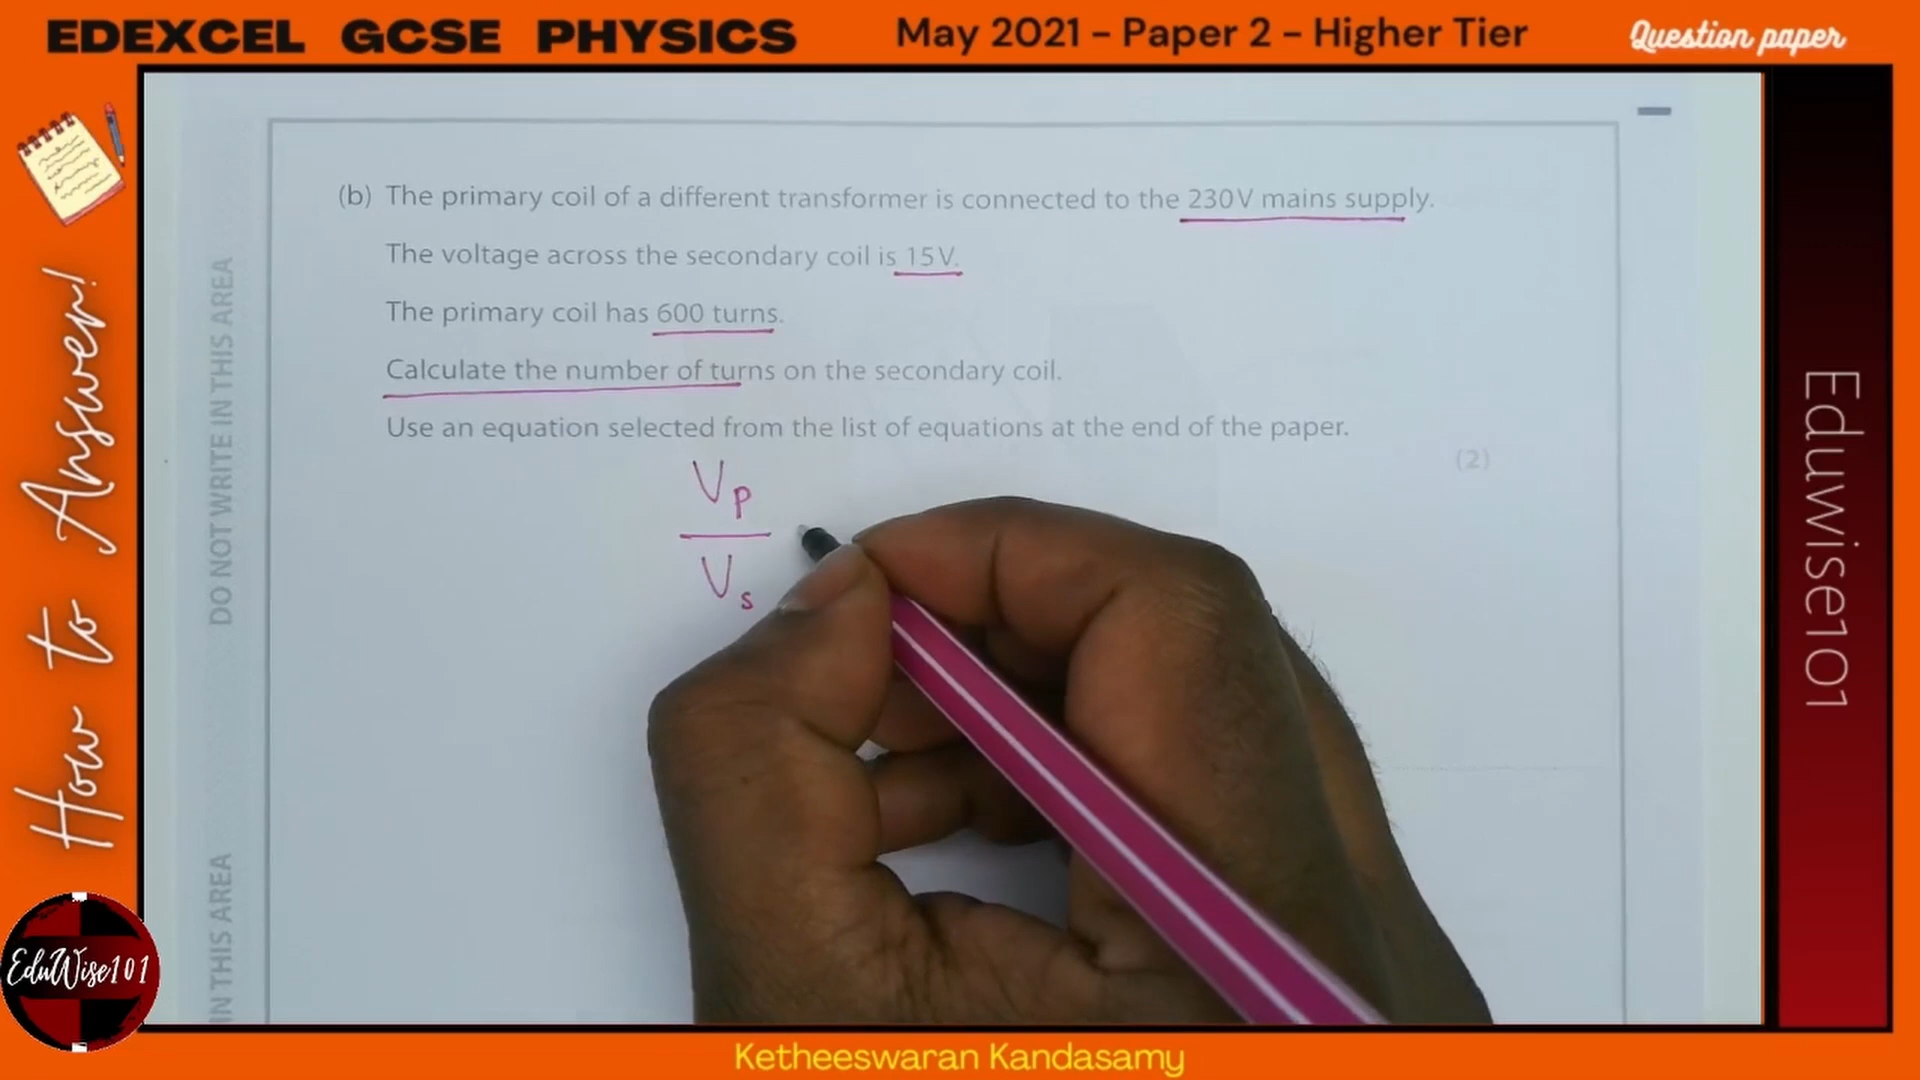 EDEXCEL GCSE PHYSICS
May 2021 - Paper 2 - Higher Tier
Question paper
How to Answer!
DO NOT WRITE IN THIS AREA
IN THIS AREA
(b) The primary coil of a different transformer is connected to the 230 V mains supply.
The voltage across the secondary coil is 15 V.
The primary coil has 600 turns.
Calculate the number of turns on the secondary coil.
Use an equation selected from the list of equations at the end of the paper.
(2)
Vp
Vs
Eduwise101
EduWise101
Ketheeswaran Kandasamy